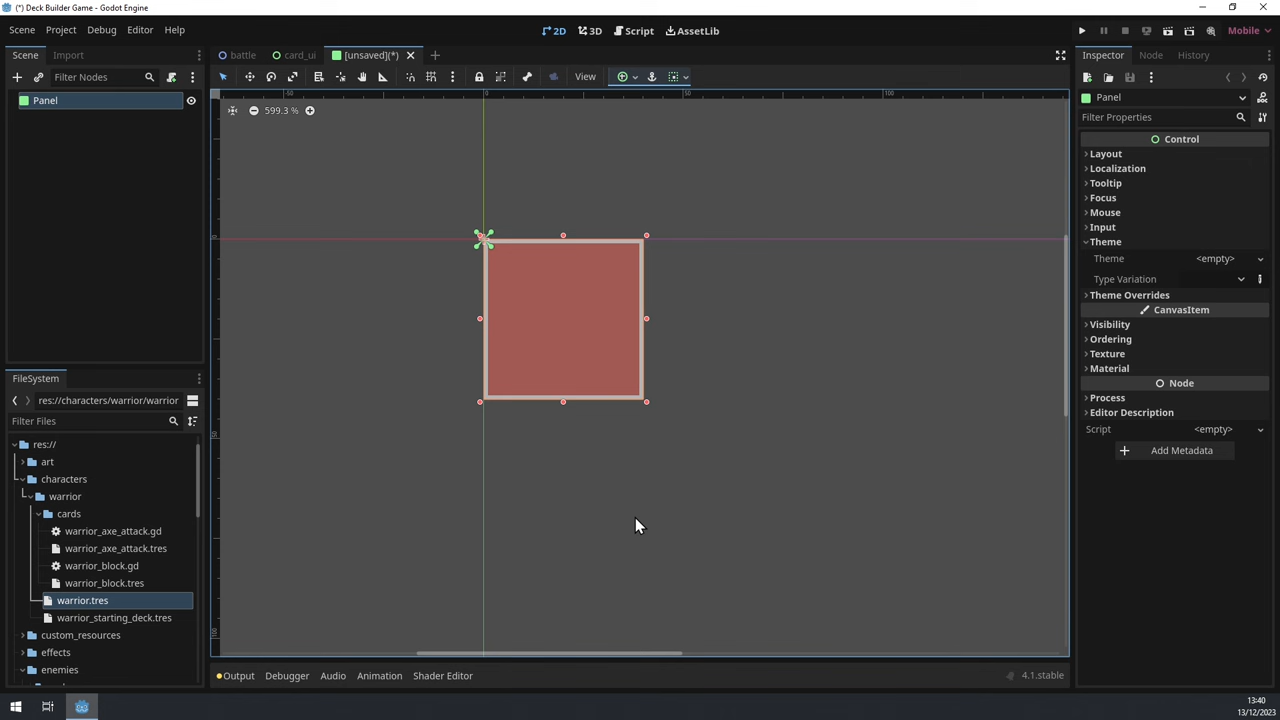 (*) Deck Builder Game - Godot Engine
Scene Project Debug Editor Help
2D 3D Script AssetLib
Mobile
Scene Import
battle card_ui [unsaved](*)
Inspector Node History
Filter Nodes
View
Panel
Panel
599.3 %
Filter Properties
-50 0 50 100
0
50
100
Control
Layout
Localization
Tooltip
Focus
Mouse
Input
Theme
Theme <empty>
Type Variation
Theme Overrides
CanvasItem
Visibility
Ordering
Texture
Material
Node
Process
Editor Description
Script <empty>
Add Metadata
FileSystem
res://characters/warrior/warrior
Filter Files
res://
art
characters
warrior
cards
warrior_axe_attack.gd
warrior_axe_attack.tres
warrior_block.gd
warrior_block.tres
warrior.tres
warrior_starting_deck.tres
custom_resources
effects
enemies
Output Debugger Audio Animation Shader Editor
4.1.stable
13:40
13/12/2023